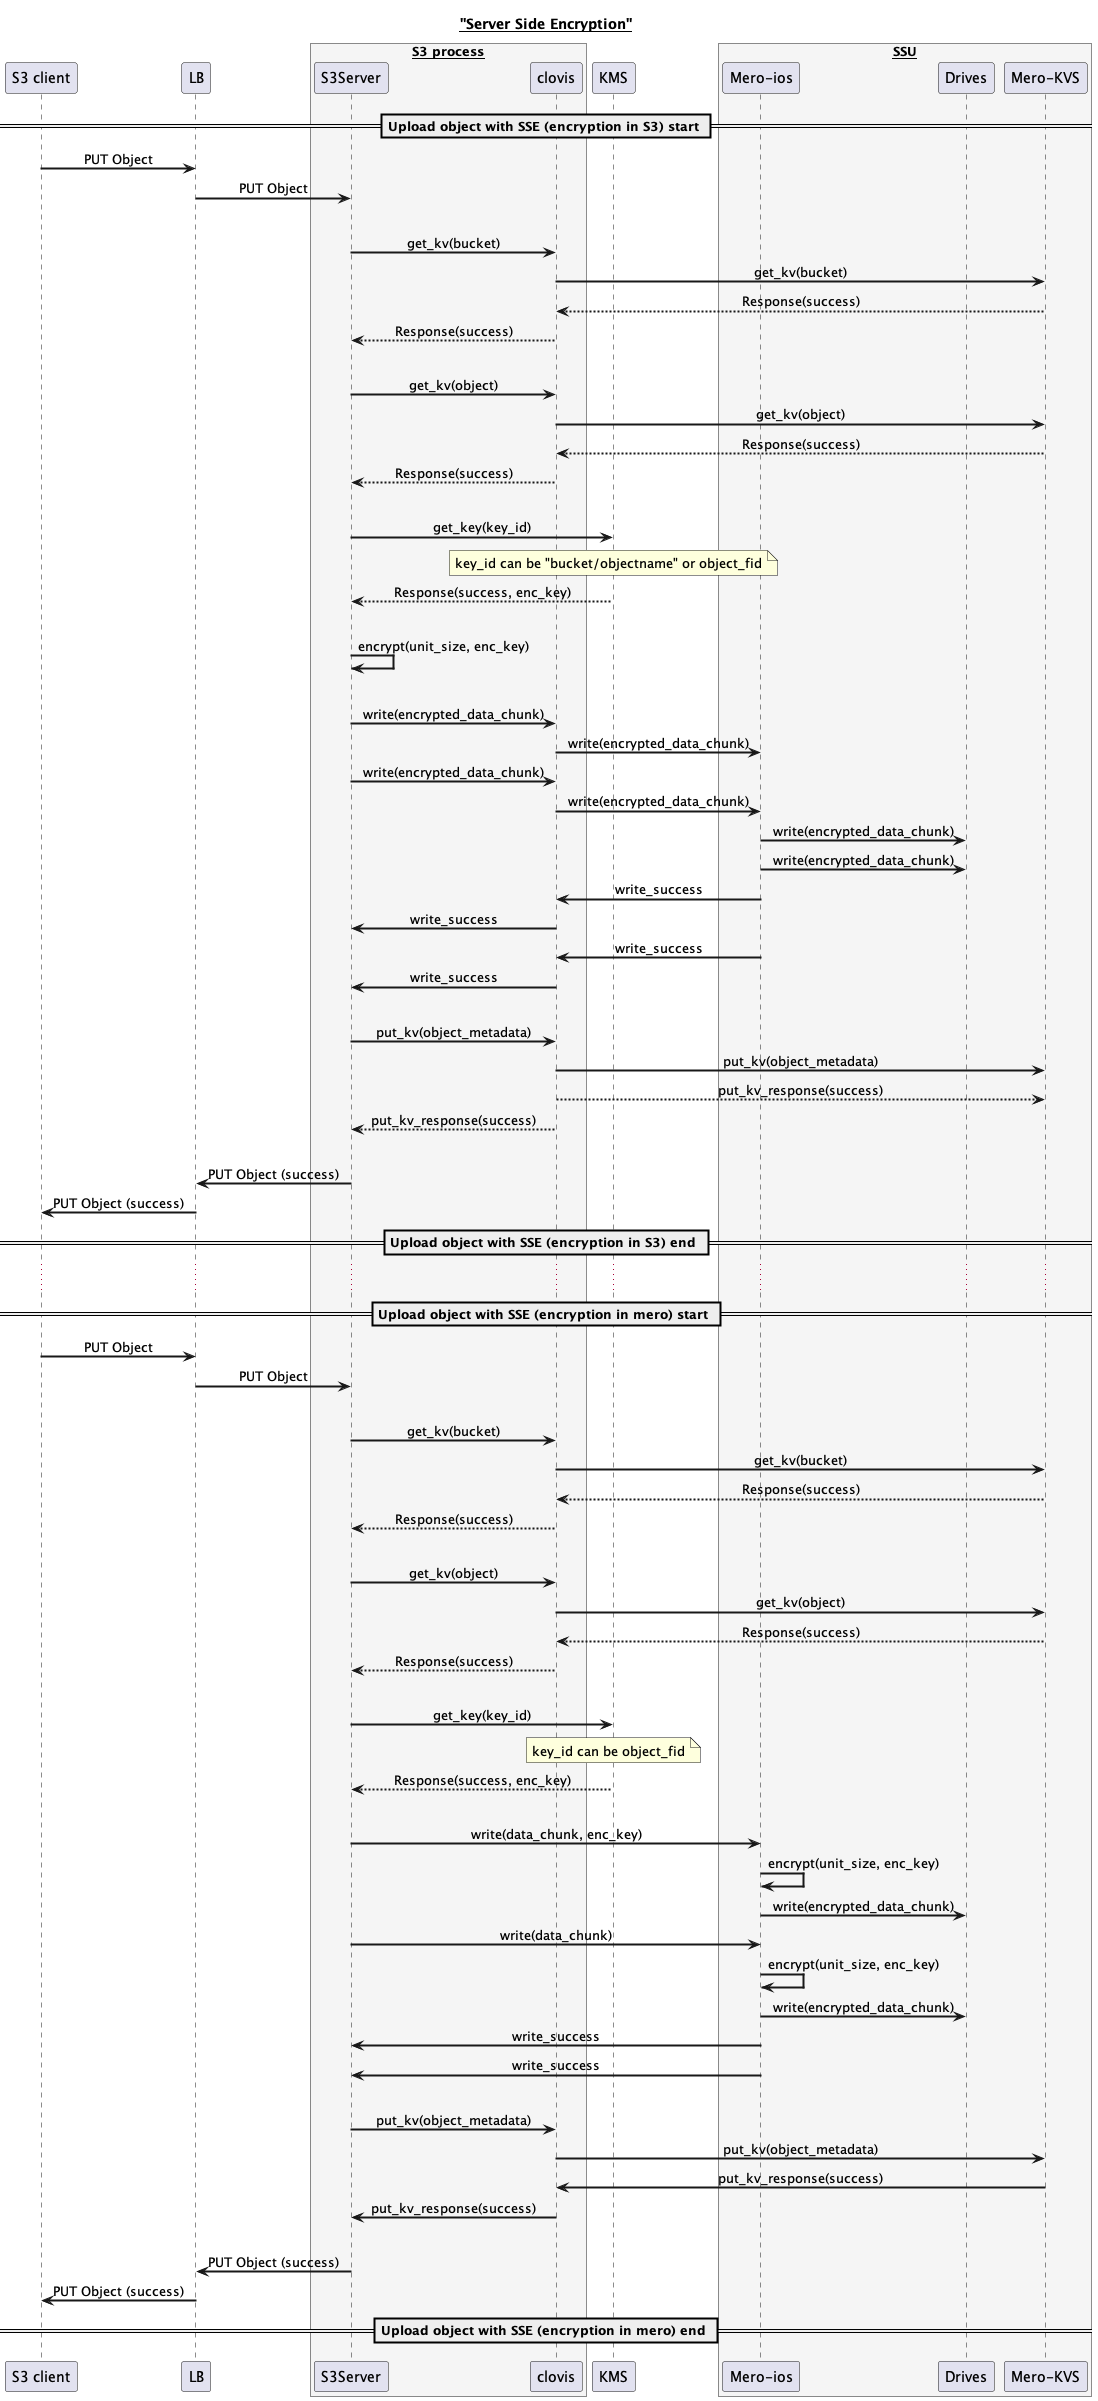 "Server Side Encryption"
S3 process
SSU
S3 client
LB
S3Server
clovis
KMS
Mero-ios
Drives
Mero-KVS
Upload object with SSE (encryption in S3) start
PUT Object
PUT Object
get_kv(bucket)
get_kv(bucket)
Response(success)
Response(success)
get_kv(object)
get_kv(object)
Response(success)
Response(success)
get_key(key_id)
key_id can be "bucket/objectname" or object_fid
Response(success, enc_key)
encrypt(unit_size, enc_key)
write(encrypted_data_chunk)
write(encrypted_data_chunk)
write(encrypted_data_chunk)
write(encrypted_data_chunk)
write(encrypted_data_chunk)
write(encrypted_data_chunk)
write_success
write_success
write_success
write_success
put_kv(object_metadata)
put_kv(object_metadata)
put_kv_response(success)
put_kv_response(success)
PUT Object (success)
PUT Object (success)
Upload object with SSE (encryption in S3) end
Upload object with SSE (encryption in mero) start
PUT Object
PUT Object
get_kv(bucket)
get_kv(bucket)
Response(success)
Response(success)
get_kv(object)
get_kv(object)
Response(success)
Response(success)
get_key(key_id)
key_id can be object_fid
Response(success, enc_key)
write(data_chunk, enc_key)
encrypt(unit_size, enc_key)
write(encrypted_data_chunk)
write(data_chunk)
encrypt(unit_size, enc_key)
write(encrypted_data_chunk)
write_success
write_success
put_kv(object_metadata)
put_kv(object_metadata)
put_kv_response(success)
put_kv_response(success)
PUT Object (success)
PUT Object (success)
Upload object with SSE (encryption in mero) end
S3 client
LB
S3Server
clovis
KMS
Mero-ios
Drives
Mero-KVS